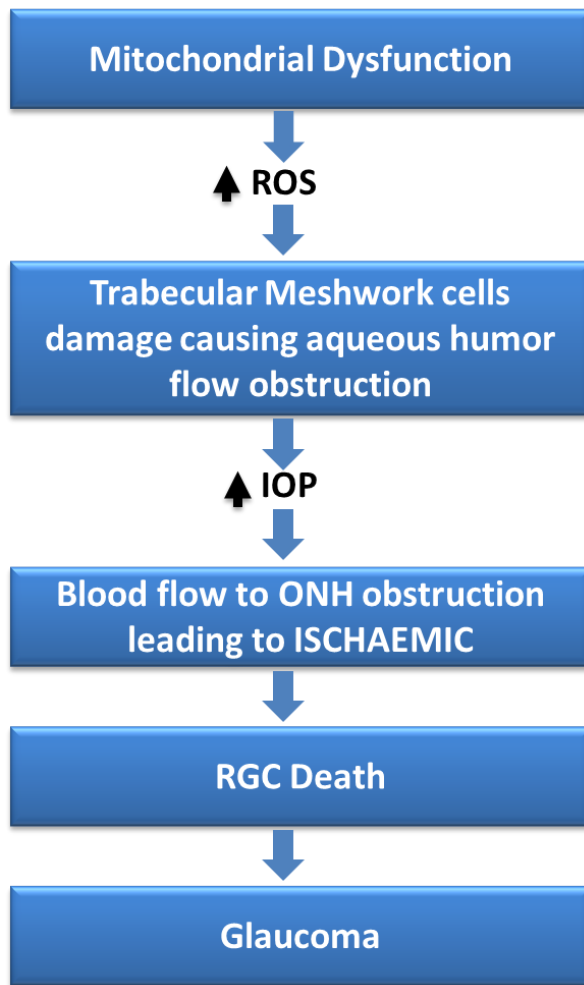 Mitochondrial Dysfunction
ROS
Trabecular Meshwork cells
damage causing aqueous humor
flow obstruction
IOP
Blood flow to ONH obstruction
leading to ISCHAEMIC
RGC Death
Glaucoma